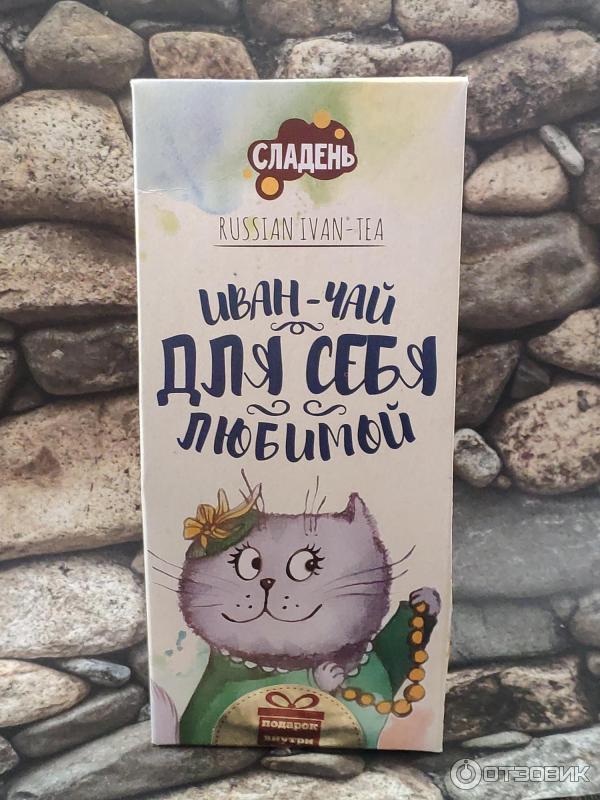 СЛАДЕНЬ
RUSSIAN IVAN-TEA
ИВАН-ЧАЙ
ДЛЯ СЕБЯ
ЛЮБИМОЙ
подарок
внутри
ОТЗОВИК